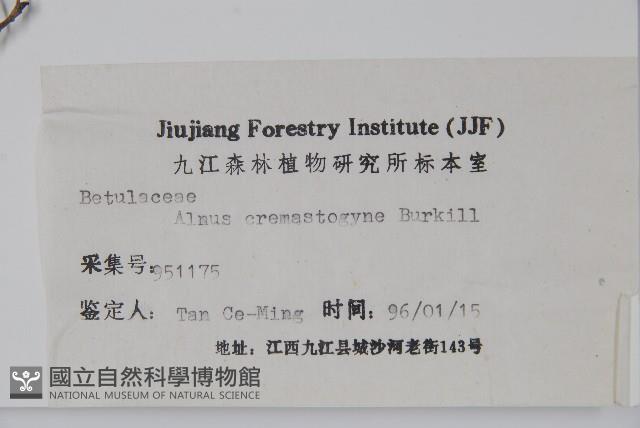 Jiujiang Forestry Institute (JJF)
九江森林植物研究所标本室
Betulaceae
Alnus cremastogyne Burkill
采集号:951175
鉴定人: Tan Ce-Ming 时间: 96/01/15
地址: 江西九江县城沙河老街143号
國立自然科學博物館
NATIONAL MUSEUM OF NATURAL SCIENCE